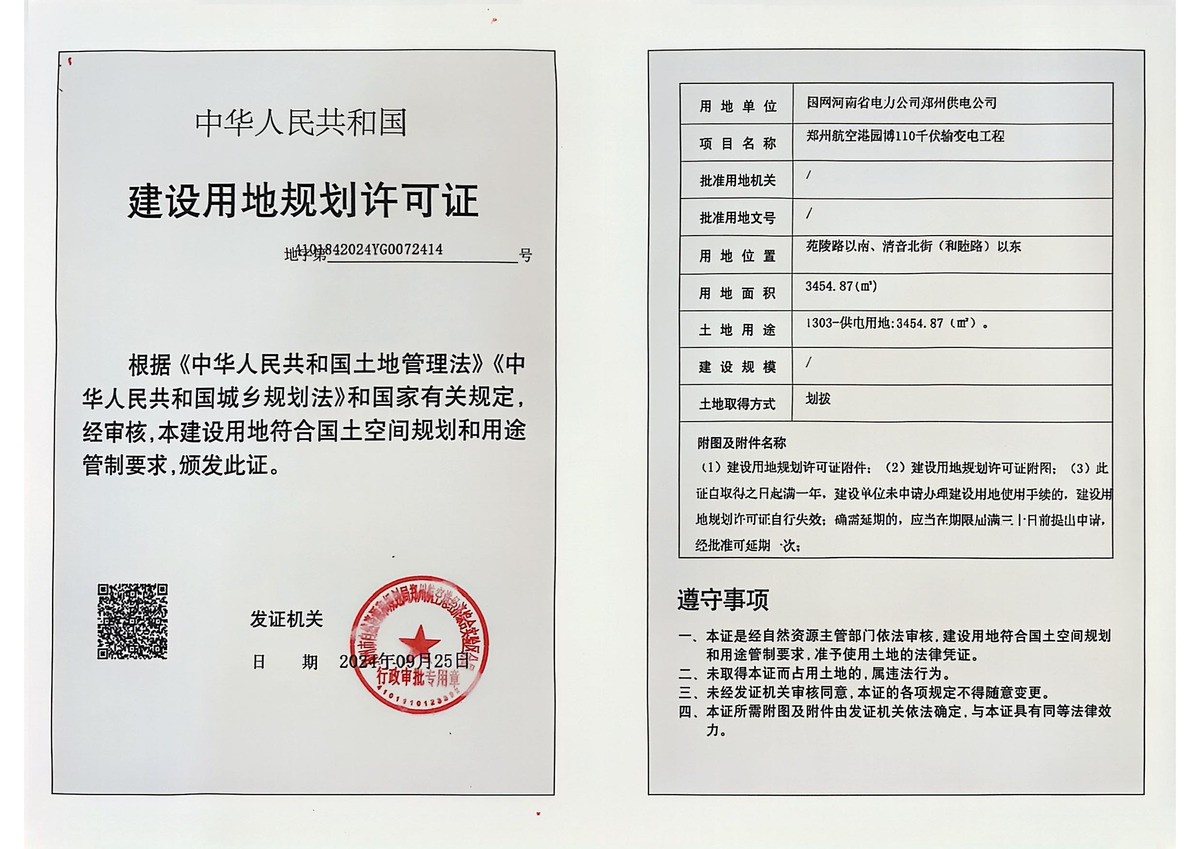 中华人民共和国
建设用地规划许可证
地字第4101842024YG0072414号
根据《中华人民共和国土地管理法》《中
华人民共和国城乡规划法》和国家有关规定,
经审核,本建设用地符合国土空间规划和用途
管制要求,颁发此证。
发证机关
日 期 2024年09月25日
行政审批专用章
用地单位 国网河南省电力公司郑州供电公司
项目名称 郑州航空港园博110千伏输变电工程
批准用地机关 /
批准用地文号 /
用地位置 苑陵路以南、清音北街（和睦路）以东
用地面积 3454.87(㎡)
土地用途 1303-供电用地:3454.87（㎡）。
建设规模 /
土地取得方式 划拨
附图及附件名称
（1）建设用地规划许可证附件；（2）建设用地规划许可证附图；（3）此
证自取得之日起满一年，建设单位未申请办理建设用地使用手续的，建设用
地规划许可证自行失效；确需延期的，应当在期限届满三十日前提出申请，
经批准可延期一次；
遵守事项
一、本证是经自然资源主管部门依法审核,建设用地符合国土空间规划
和用途管制要求,准予使用土地的法律凭证。
二、未取得本证而占用土地的,属违法行为。
三、未经发证机关审核同意,本证的各项规定不得随意变更。
四、本证所需附图及附件由发证机关依法确定,与本证具有同等法律效
力。